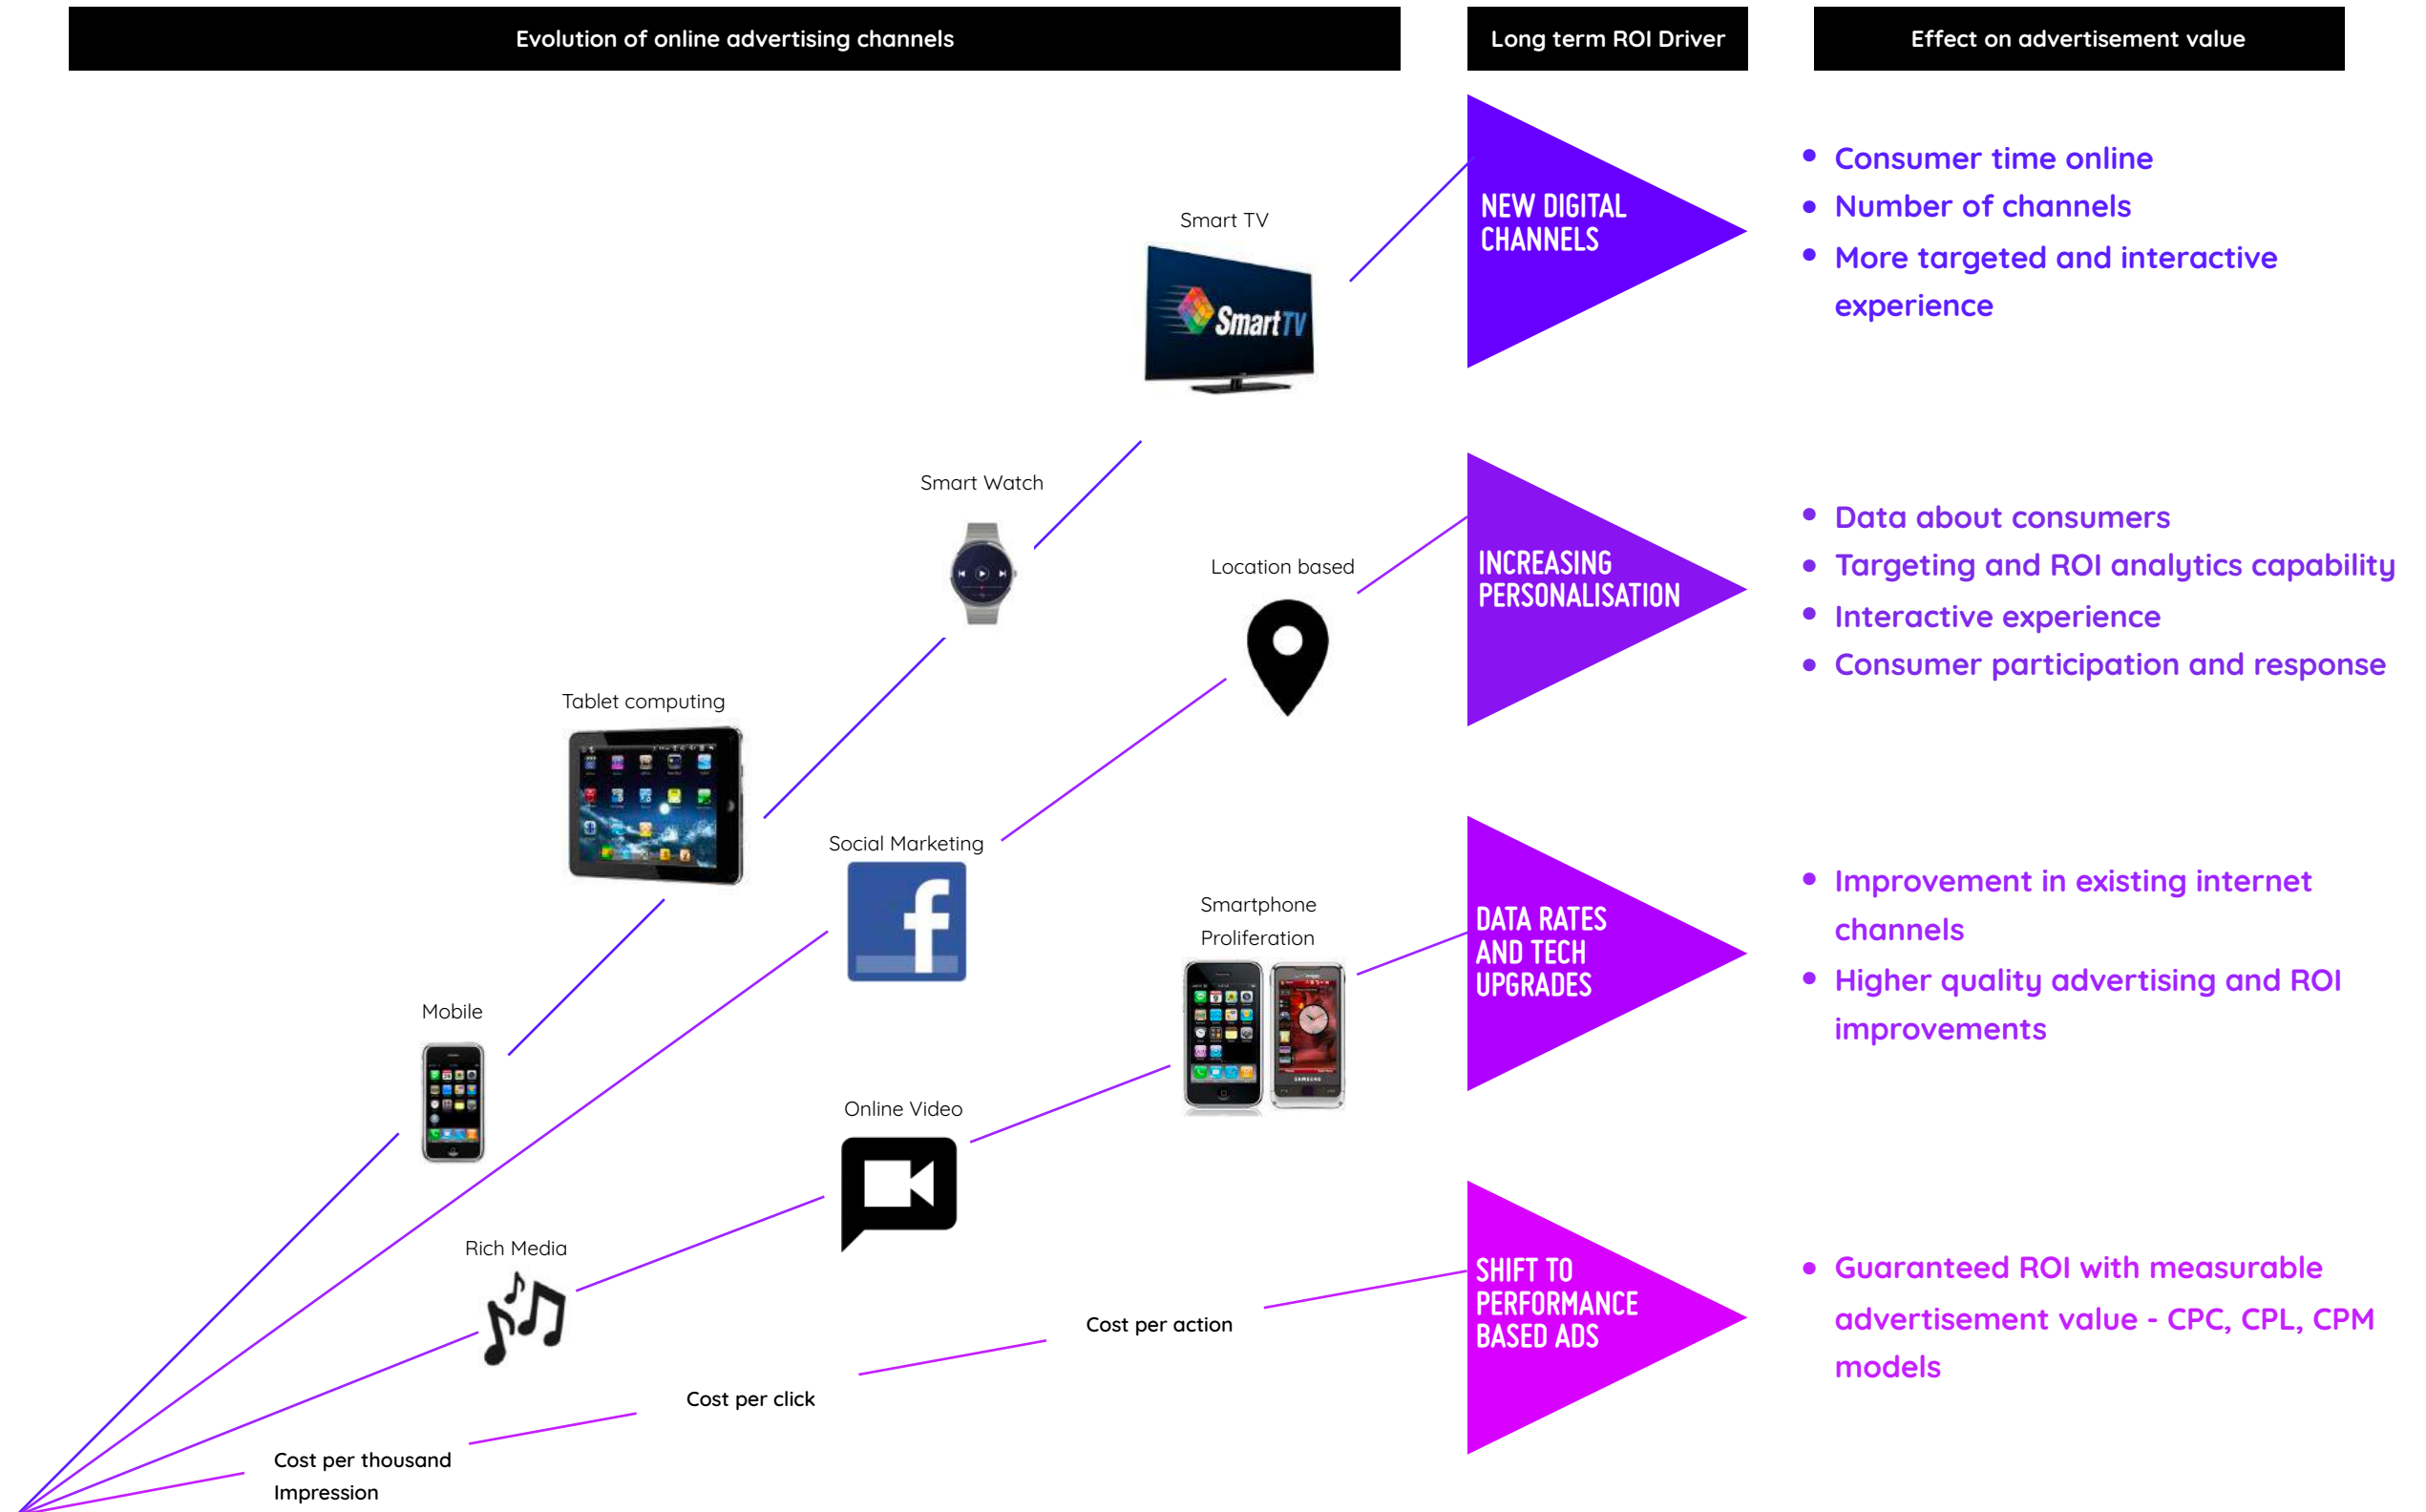 Evolution of online advertising channels
Long term ROI Driver
Effect on advertisement value
Smart TV
SmartTV
NEW DIGITAL
CHANNELS
• Consumer time online
• Number of channels
• More targeted and interactive
experience
Smart Watch
Location based
INCREASING
PERSONALISATION
• Data about consumers
• Targeting and ROI analytics capability
• Interactive experience
• Consumer participation and response
Tablet computing
Social Marketing
f
Smartphone
Proliferation
SAMSUNG
DATA RATES
AND TECH
UPGRADES
• Improvement in existing internet
channels
• Higher quality advertising and ROI
improvements
Mobile
Online Video
Rich Media
Cost per thousand
Impression
Cost per click
Cost per action
SHIFT TO
PERFORMANCE
BASED ADS
• Guaranteed ROI with measurable
advertisement value - CPC, CPL, CPM
models